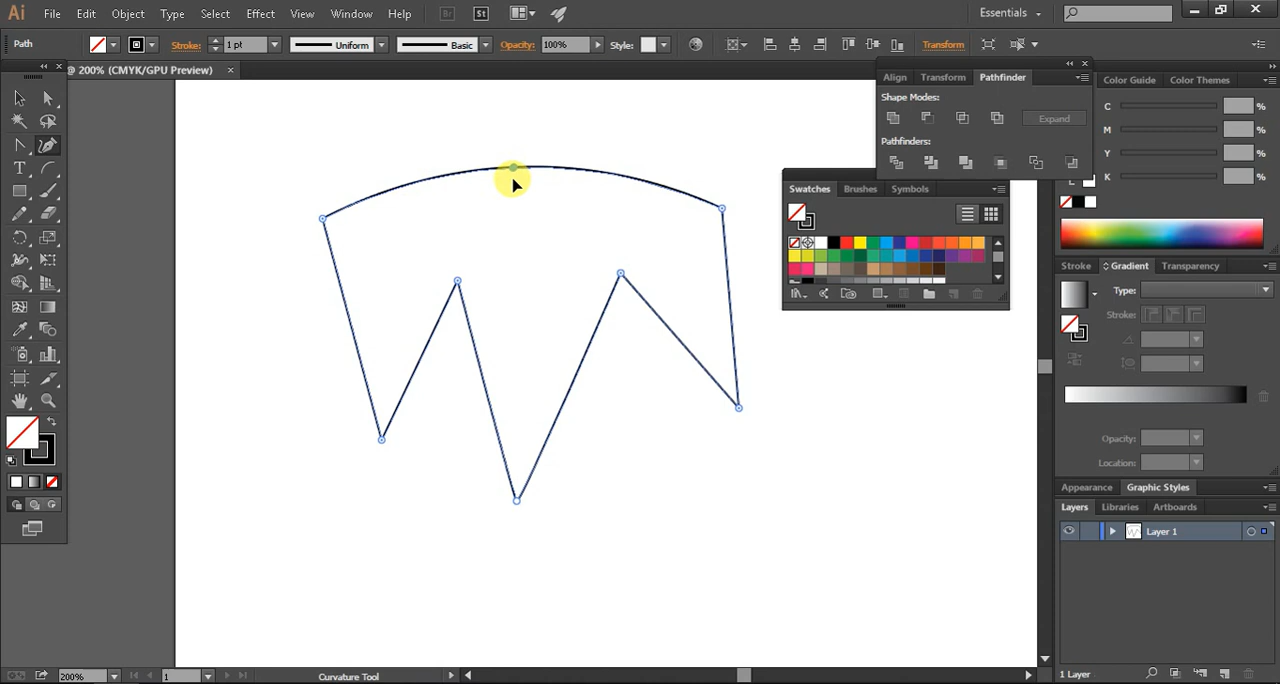 Ai File Edit Object Type Select Effect View Window Help Br St Essentials
Path Stroke: 1 pt Uniform Basic Opacity: 100% Style: Transform
@ 200% (CMYK/GPU Preview)
Align Transform Pathfinder
Shape Modes:
Expand
Pathfinders:
Color Guide Color Themes
C %
M %
Y %
K %
Swatches Brushes Symbols
Stroke Gradient Transparency
Type:
Stroke:
Opacity:
Location:
Appearance Graphic Styles
Layers Libraries Artboards
Layer 1
200% 1 Curvature Tool
1 Layer